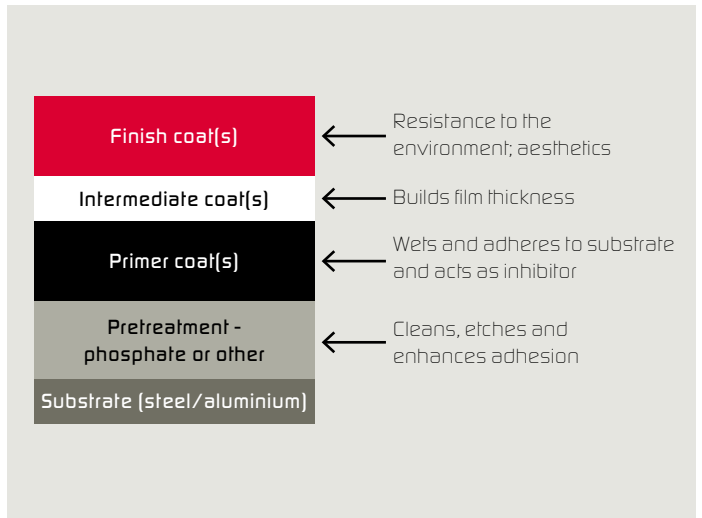 Finish coat(s)
Resistance to the
environment; aesthetics
Intermediate coat(s)
Builds film thickness
Primer coat(s)
Wets and adheres to substrate
and acts as inhibitor
Pretreatment -
phosphate or other
Cleans, etches and
enhances adhesion
Substrate (steel/aluminium)